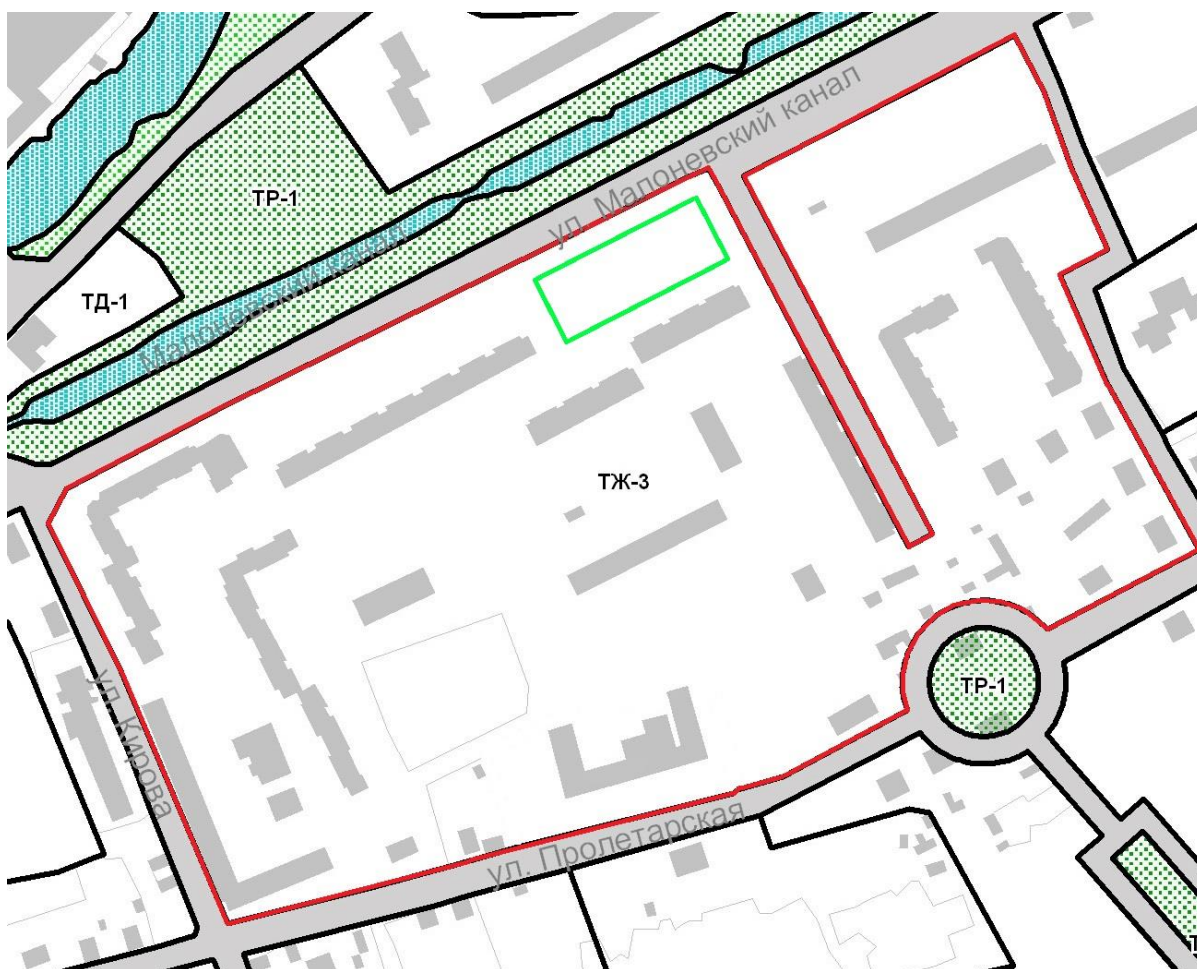 ул. Малоневский канал
ТР-1
Малоневский канал
ТД-1
ТЖ-3
ТР-1
ул. Кирова
ул. Пролетарская